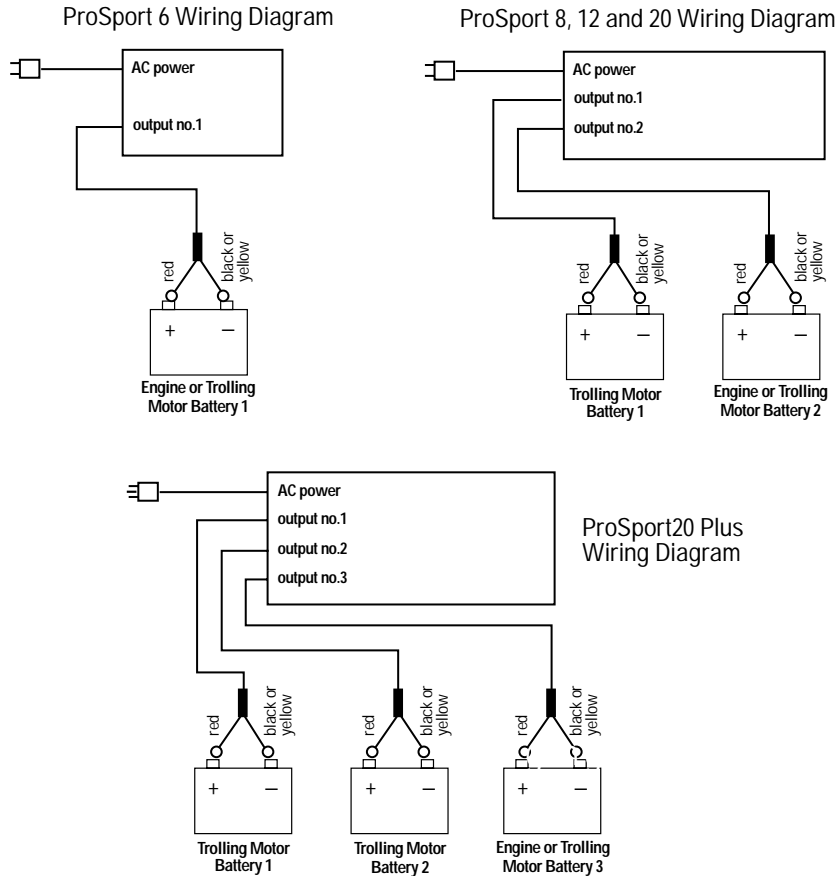 ProSport 6 Wiring Diagram
AC power
output no.1
red
black or
yellow
+
–
Engine or Trolling
Motor Battery 1
ProSport 8, 12 and 20 Wiring Diagram
AC power
output no.1
output no.2
red
black or
yellow
+
–
Trolling Motor
Battery 1
red
black or
yellow
+
–
Engine or Trolling
Motor Battery 2
ProSport20 Plus
Wiring Diagram
AC power
output no.1
output no.2
output no.3
red
black or
yellow
+
–
Trolling Motor
Battery 1
red
black or
yellow
+
–
Trolling Motor
Battery 2
red
black or
yellow
+
–
Engine or Trolling
Motor Battery 3